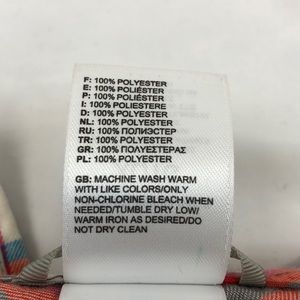 F: 100% POLYESTER
E: 100% POLIÉSTER
P: 100% POLIÉSTER
I: 100% POLIESTERE
D: 100% POLYESTER
NL: 100% POLYESTER
RU: 100% ПОЛИЭСТЕР
TR: 100% POLYESTER
GR: 100% ΠΟΛΥΕΣΤΕΡΑΣ
PL: 100% POLYESTER
GB: MACHINE WASH WARM
WITH LIKE COLORS/ONLY
NON-CHLORINE BLEACH WHEN
NEEDED/TUMBLE DRY LOW/
WARM IRON AS DESIRED/DO
NOT DRY CLEAN